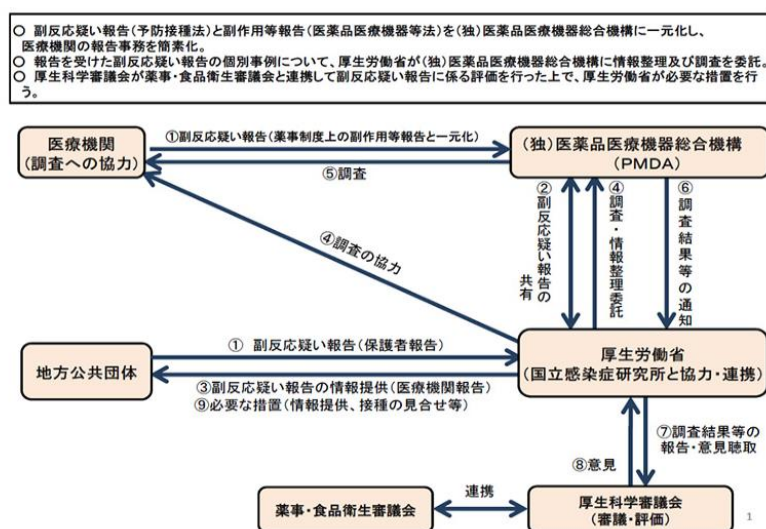 ○ 副反応疑い報告(予防接種法)と副作用等報告(医薬品医療機器等法)を(独)医薬品医療機器総合機構に一元化し、
医療機関の報告事務を簡素化。
○ 報告を受けた副反応疑い報告の個別事例について、厚生労働省が(独)医薬品医療機器総合機構に情報整理及び調査を委託。
○ 厚生科学審議会が薬事・食品衛生審議会と連携して副反応疑い報告に係る評価を行った上で、厚生労働省が必要な措置を行
う。
医療機関
(調査への協力)
①副反応疑い報告(薬事制度上の副作用等報告と一元化)
⑤調査
(独)医薬品医療機器総合機構
(PMDA)
④調査の協力
②副反応疑い報告の
共有
④調査・
情報整理委託
⑥調査結果等の通知
地方公共団体
① 副反応疑い報告(保護者報告)
③副反応疑い報告の情報提供(医療機関報告)
⑨必要な措置(情報提供、接種の見合せ等)
厚生労働省
(国立感染症研究所と協力・連携)
⑧意見
⑦調査結果等の
報告・意見聴取
薬事・食品衛生審議会
連携
厚生科学審議会
(審議・評価)
1